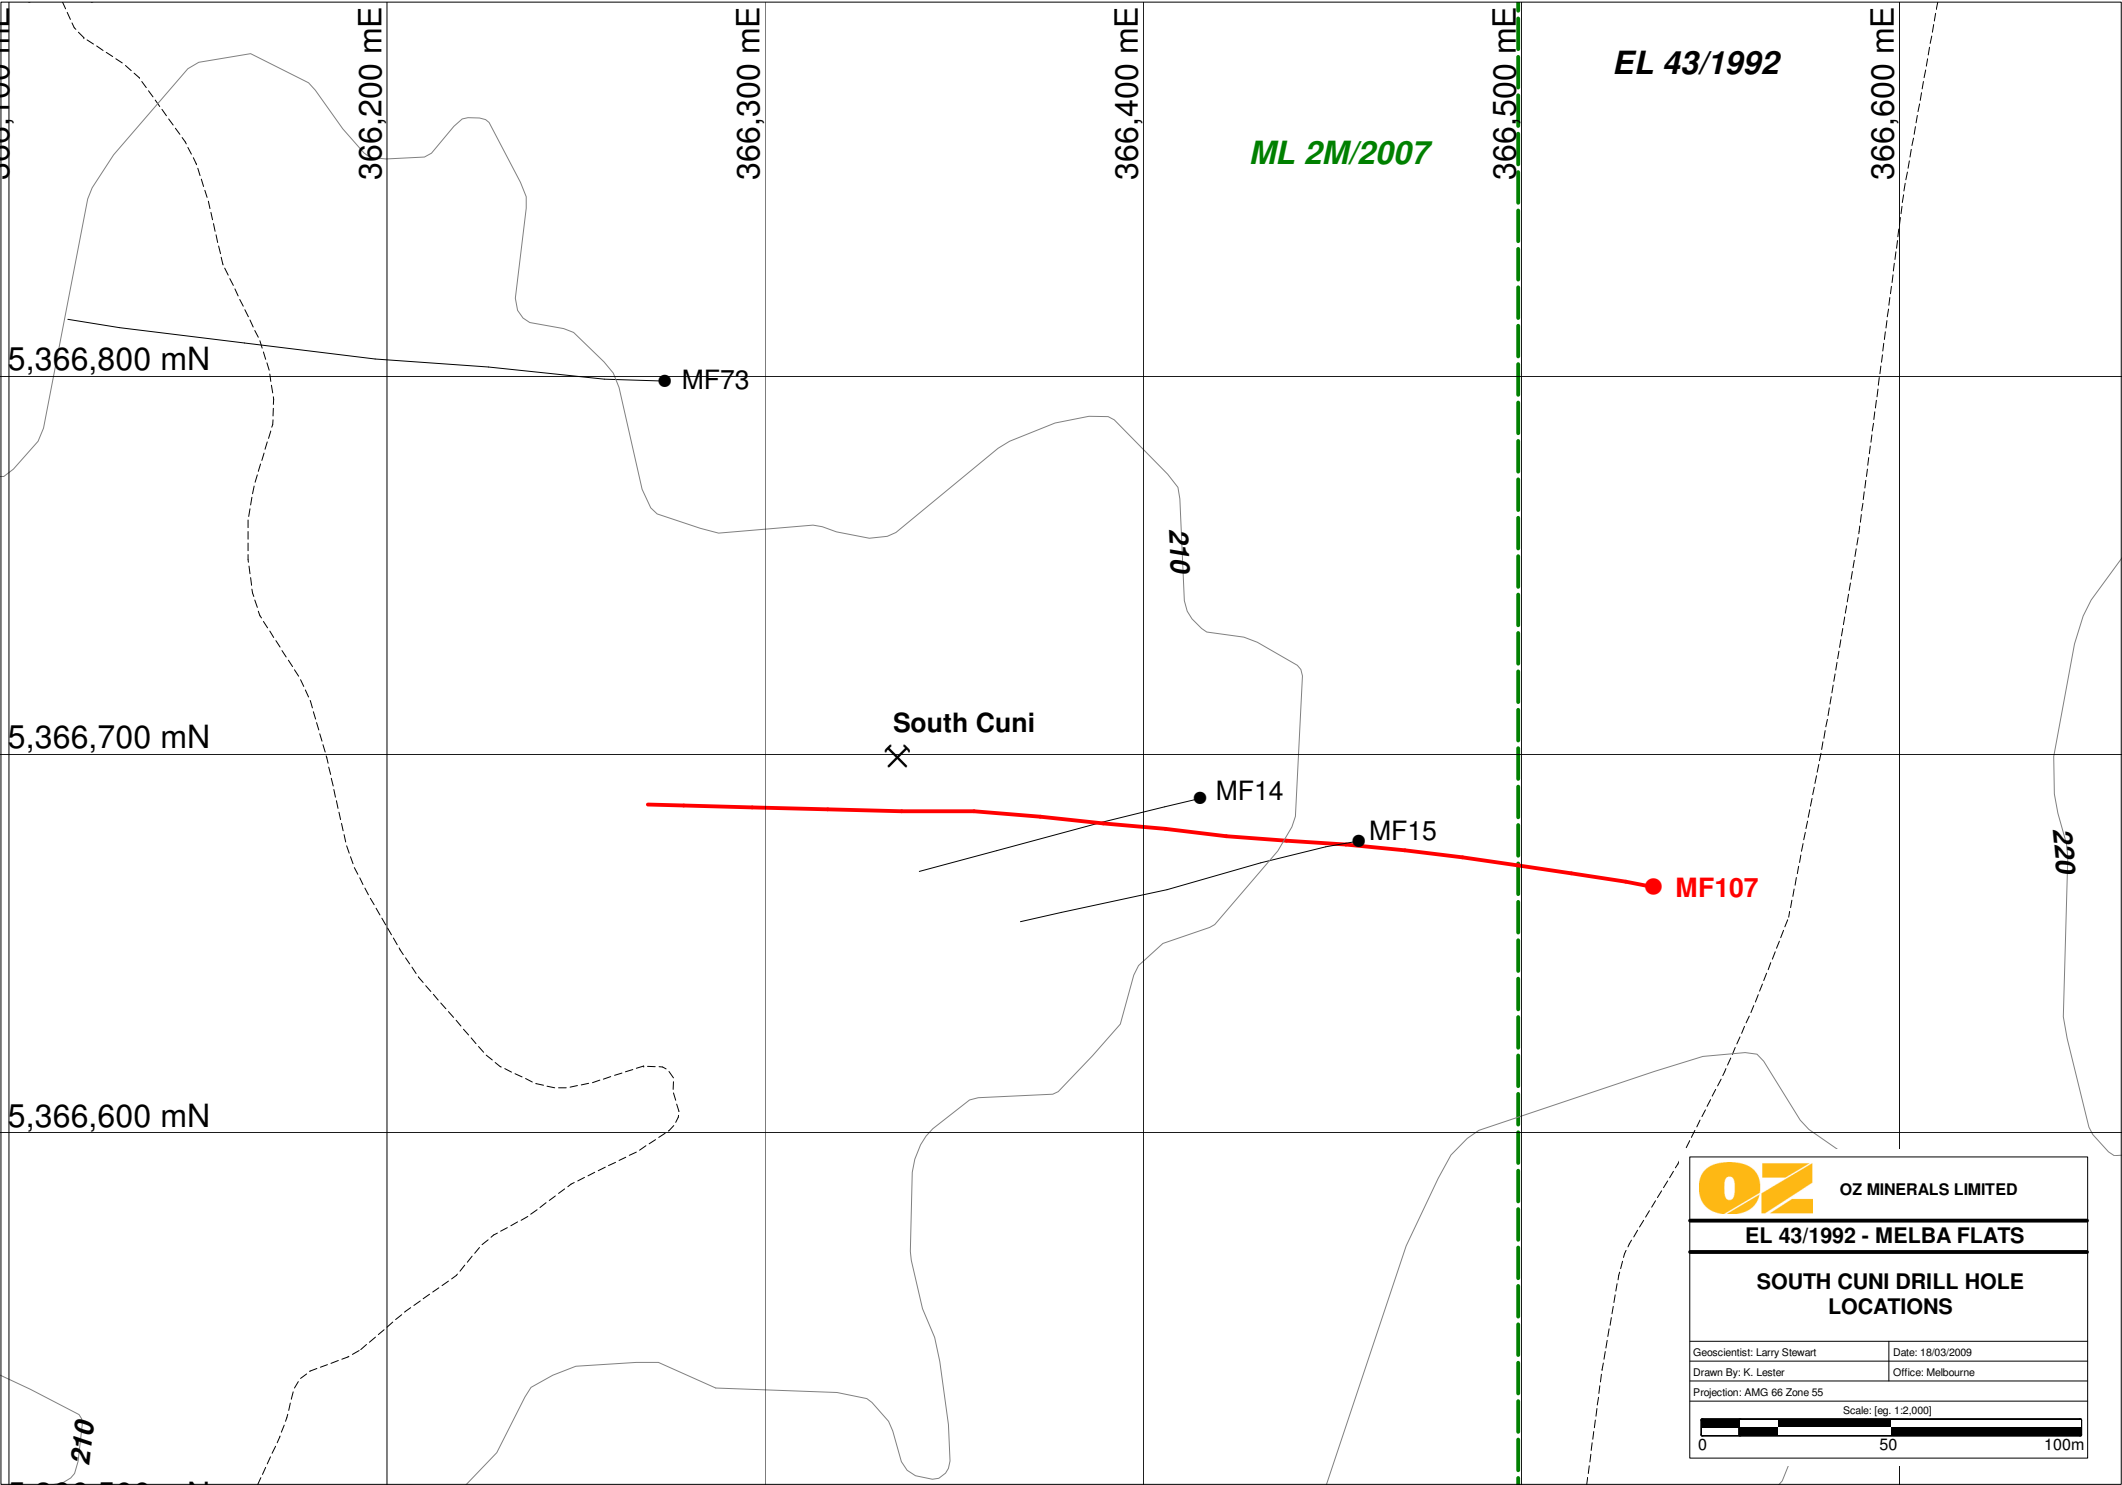 366,200 mE
366,300 mE
366,400 mE
366,500 mE
366,600 mE
EL 43/1992
ML 2M/2007
5,366,800 mN
MF73
210
5,366,700 mN
South Cuni
MF14
MF15
MF107
220
5,366,600 mN
210
OZ
OZ MINERALS LIMITED
EL 43/1992 - MELBA FLATS
SOUTH CUNI DRILL HOLE
LOCATIONS
Geoscientist: Larry Stewart
Date: 18/03/2009
Drawn By: K. Lester
Office: Melbourne
Projection: AMG 66 Zone 55
Scale: [eg. 1:2,000]
0 50 100m